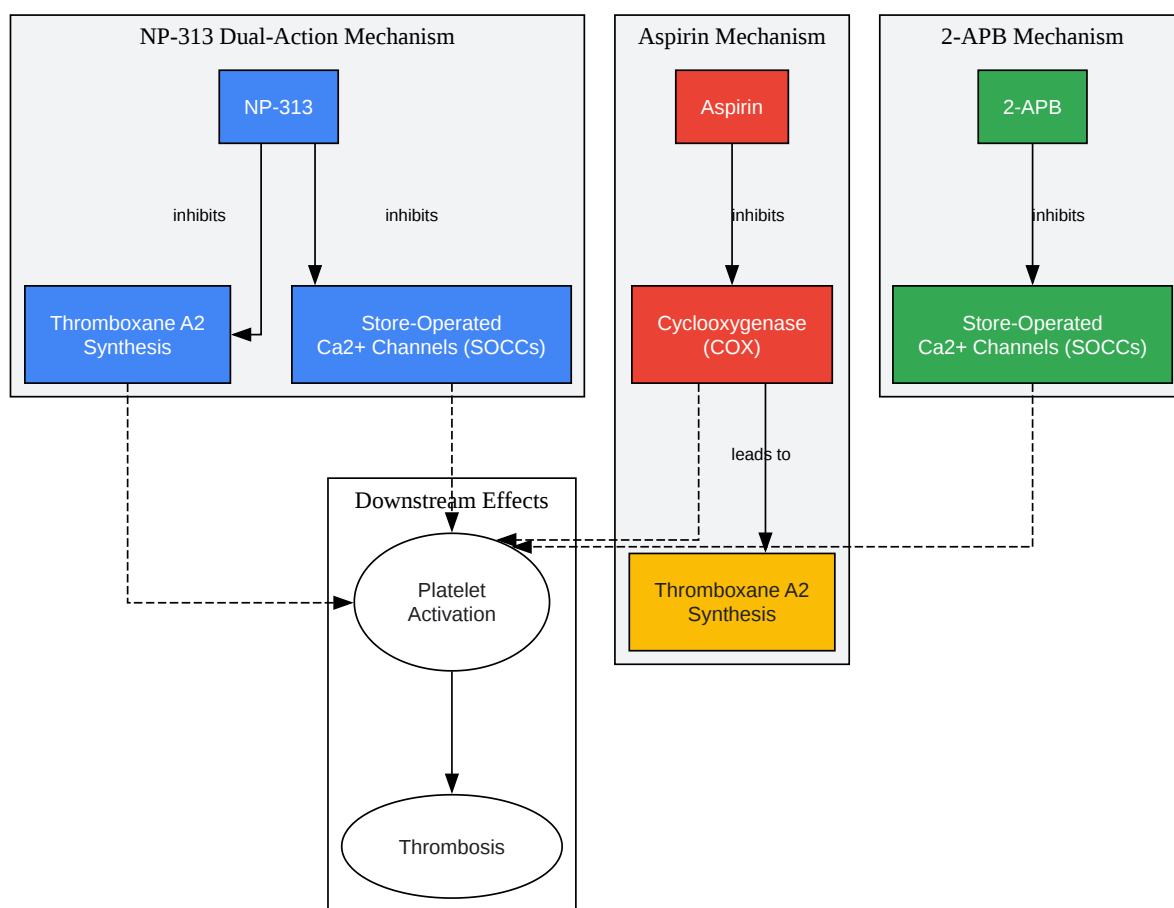 NP-313 Dual-Action Mechanism
Aspirin Mechanism
2-APB Mechanism
NP-313
Aspirin
2-APB
inhibits
inhibits
inhibits
inhibits
Thromboxane A2
Synthesis
Store-Operated
Ca2+ Channels (SOCCs)
Cyclooxygenase
(COX)
Store-Operated
Ca2+ Channels (SOCCs)
leads to
Downstream Effects
Platelet
Activation
Thromboxane A2
Synthesis
Thrombosis